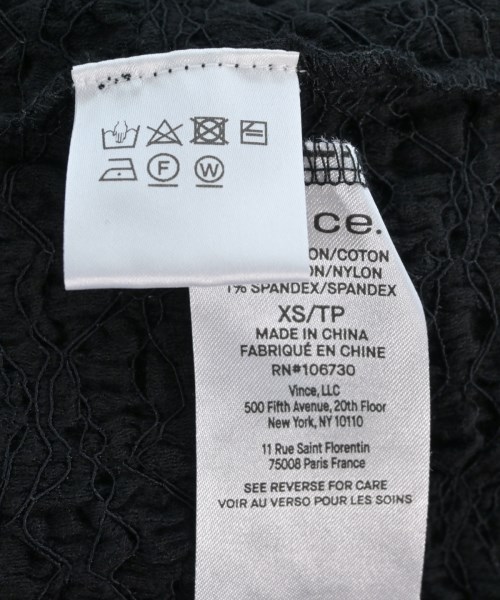 F
W
ce.
ON/COTTON
ON/NYLON
1% SPANDEX/SPANDEX
XS/TP
MADE IN CHINA
FABRIQUÉ EN CHINE
RN#106730
Vince, LLC
500 Fifth Avenue, 20th Floor
New York, NY 10110
11 Rue Saint Florentin
75008 Paris France
SEE REVERSE FOR CARE
VOIR AU VERSO POUR LES SOINS